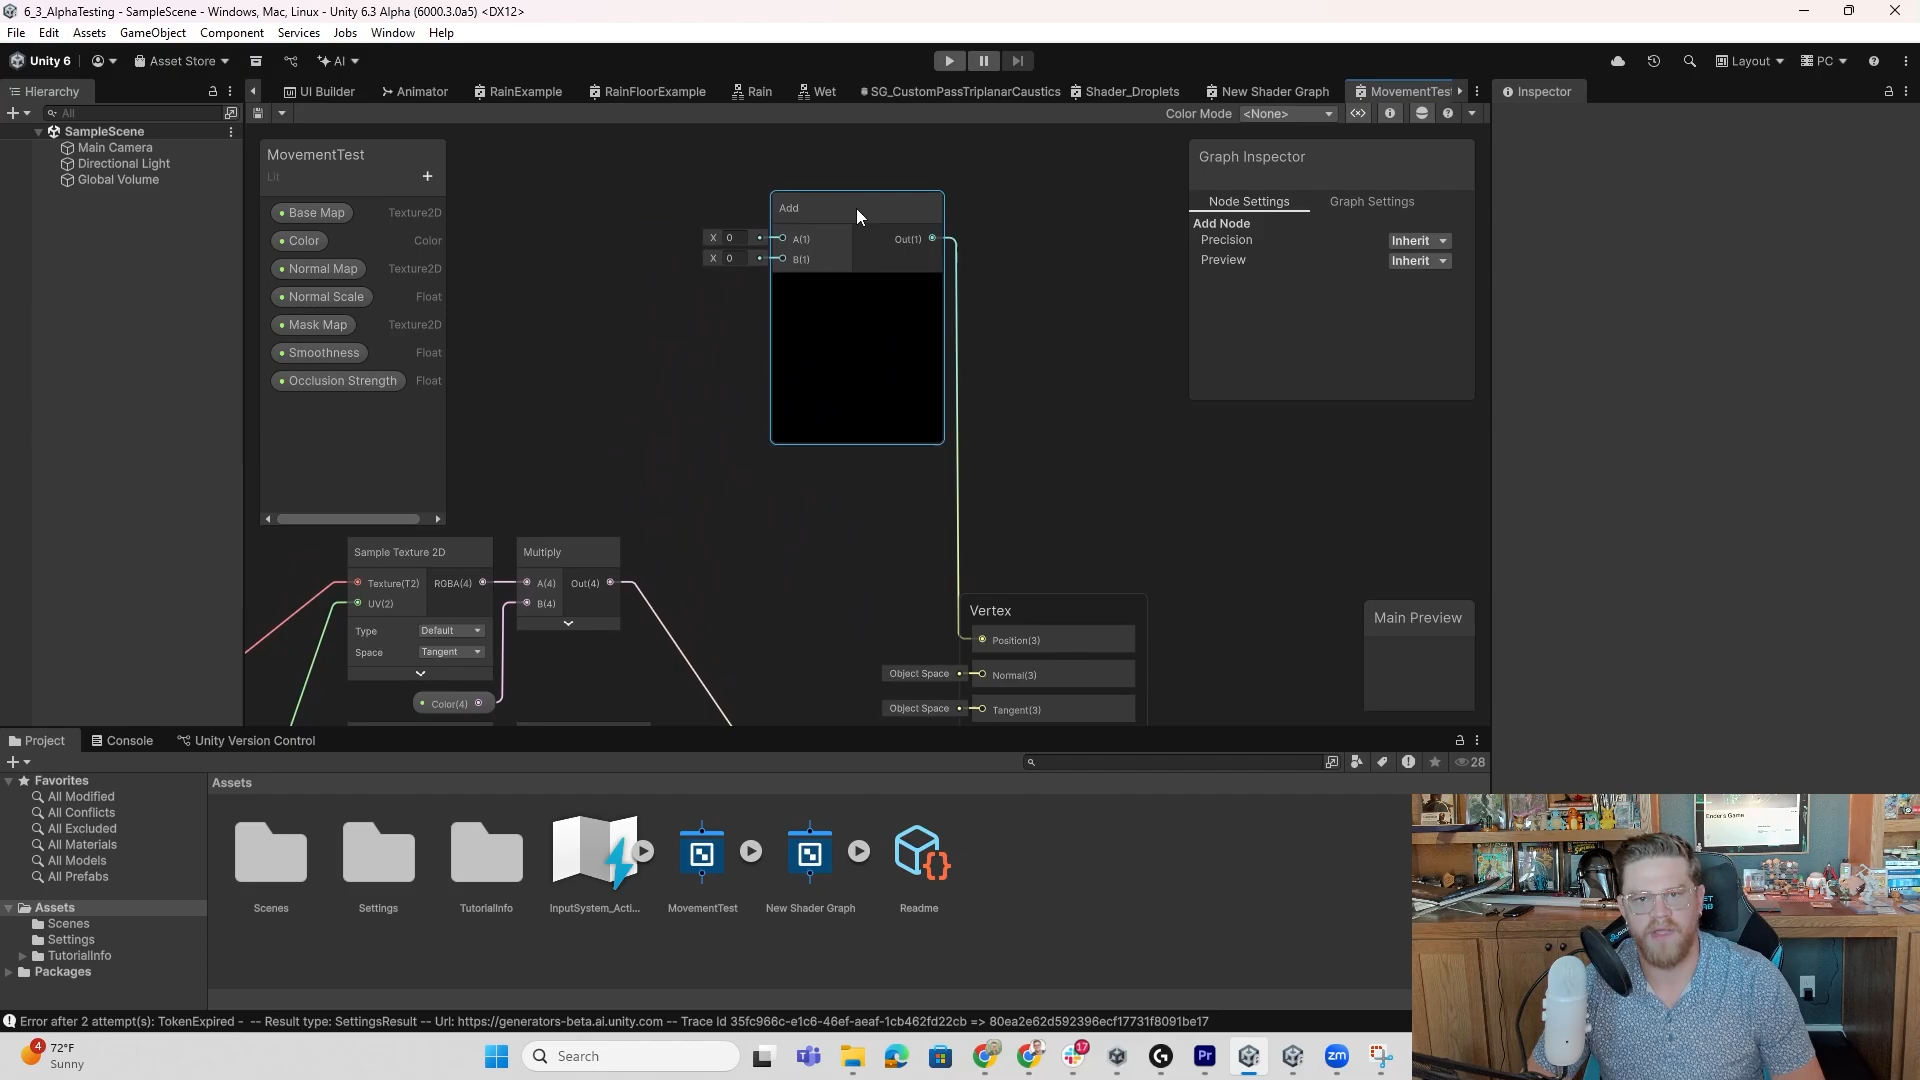 6_3_AlphaTesting - SampleScene - Windows, Mac, Linux - Unity 6.3 Alpha (6000.3.0a5) <DX12>
File Edit Assets GameObject Component Services Jobs Window Help
Unity 6 Asset Store AI Layout PC
Hierarchy UI Builder Animator RainExample RainFloorExample Rain Wet SG_CustomPassTriplanarCaustics Shader_Droplets New Shader Graph MovementTes Inspector
All Color Mode <None>
SampleScene
Main Camera
Directional Light
Global Volume
MovementTest
Lit
Base Map Texture2D
Color Color
Normal Map Texture2D
Normal Scale Float
Mask Map Texture2D
Smoothness Float
Occlusion Strength Float
Add
X 0 A(1) Out(1)
X 0 B(1)
Graph Inspector
Node Settings Graph Settings
Add Node
Precision Inherit
Preview Inherit
Sample Texture 2D
Texture(T2) RGBA(4)
UV(2)
Type Default
Space Tangent
Color(4)
Multiply
A(4) Out(4)
B(4)
Vertex
Position(3)
Object Space Normal(3)
Object Space Tangent(3)
Main Preview
Project Console Unity Version Control
28
Favorites
All Modified
All Conflicts
All Excluded
All Materials
All Models
All Prefabs
Assets
Scenes
Settings
TutorialInfo
Packages
Assets
Scenes Settings TutorialInfo InputSystem_Acti... MovementTest New Shader Graph Readme
Error after 2 attempt(s): TokenExpired - -- Result type: SettingsResult -- Url: https://generators-beta.ai.unity.com -- Trace Id 35fc966c-e1c6-46ef-aeaf-1cb462fd22cb => 80ea2e62d592396ecf17731f8091be17
4
72°F
Sunny
Search
17
Pr
zm
Ender's Game